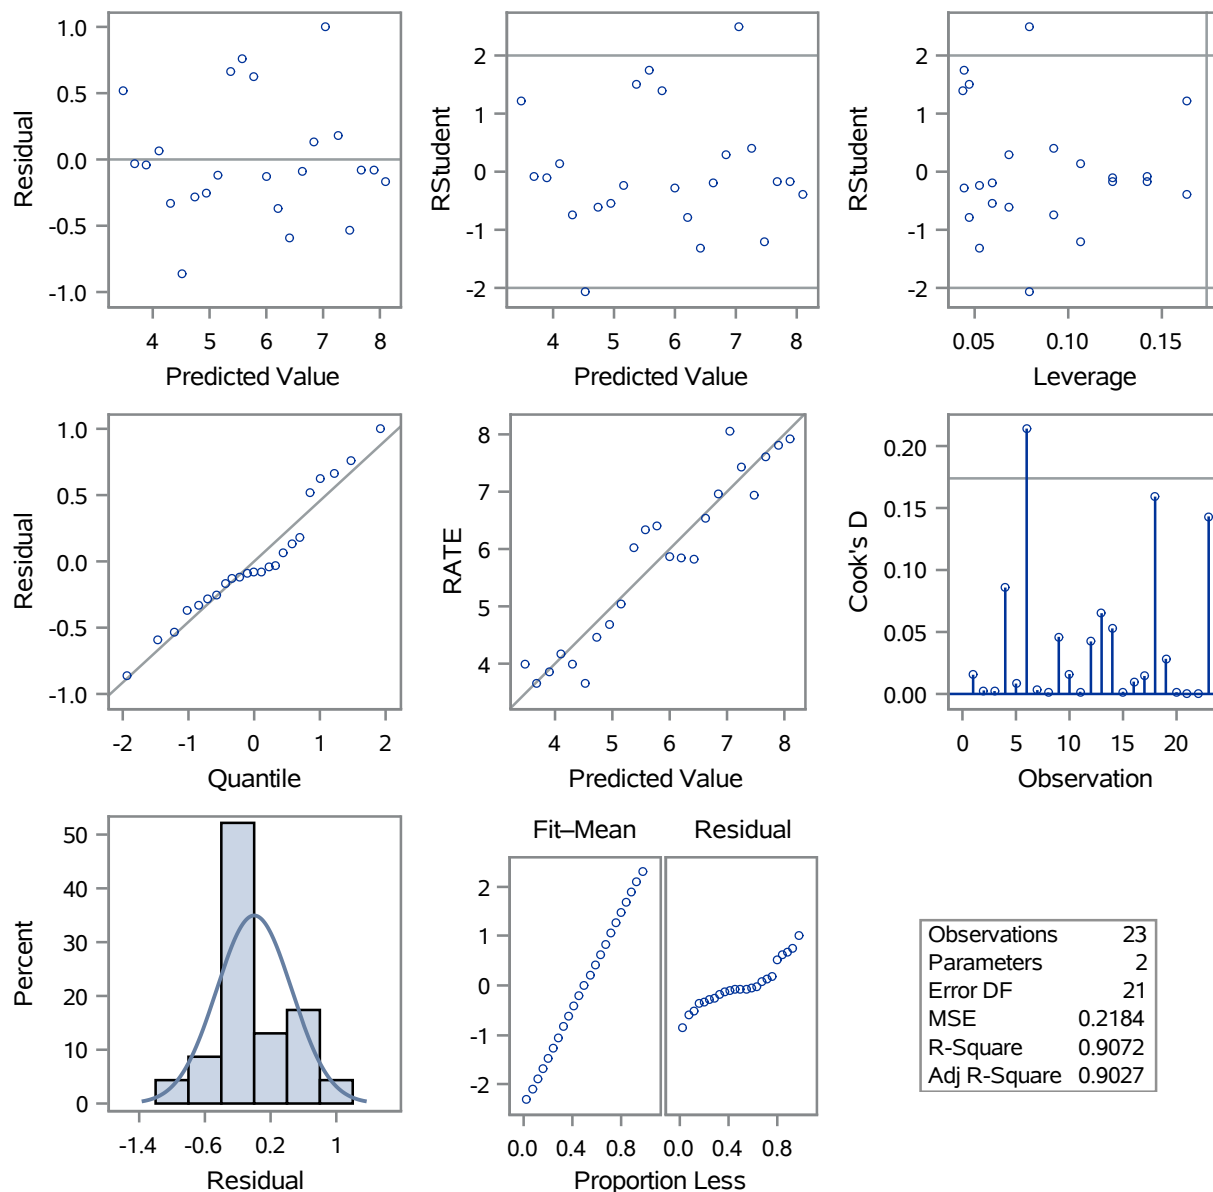 Residual
1.0
0.5
0.0
-0.5
-1.0
4 5 6 7 8
Predicted Value
RStudent
2
1
0
-1
-2
4 5 6 7 8
Predicted Value
RStudent
2
1
0
-1
-2
0.05 0.10 0.15
Leverage
Residual
1.0
0.5
0.0
-0.5
-1.0
-2 -1 0 1 2
Quantile
RATE
8
7
6
5
4
4 5 6 7 8
Predicted Value
Cook's D
0.20
0.15
0.10
0.05
0.00
0 5 10 15 20
Observation
Percent
50
40
30
20
10
0
-1.4 -0.6 0.2 1
Residual
Fit–Mean Residual
2
1
0
-1
-2
0.0 0.4 0.8 0.0 0.4 0.8
Proportion Less
Observations 23
Parameters 2
Error DF 21
MSE 0.2184
R-Square 0.9072
Adj R-Square 0.9027